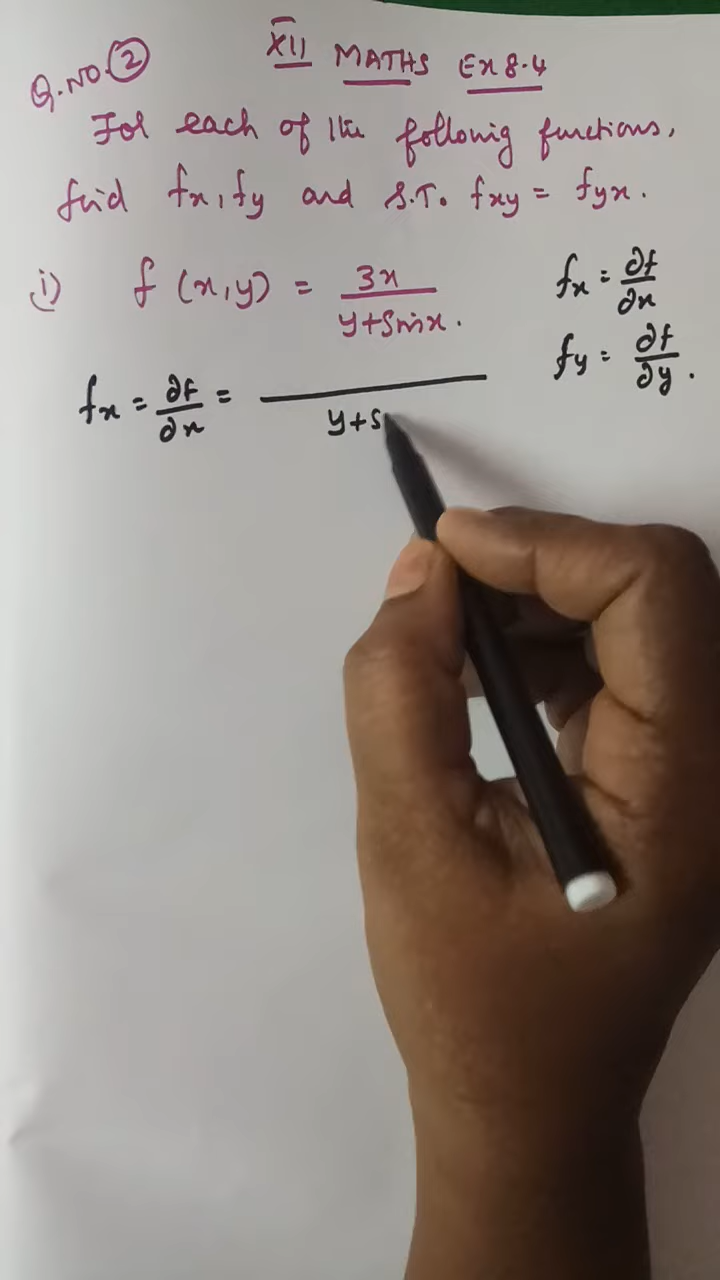 Q.NO. 2 XII MATHS Ex 8.4
For each of the following functions,
find fx, fy and S.T. fxy = fyx.
i) f (x,y) = 3x / y+sinx.
fx = ∂f/∂x
fy = ∂f/∂y.
fx = ∂f/∂x = / y+s